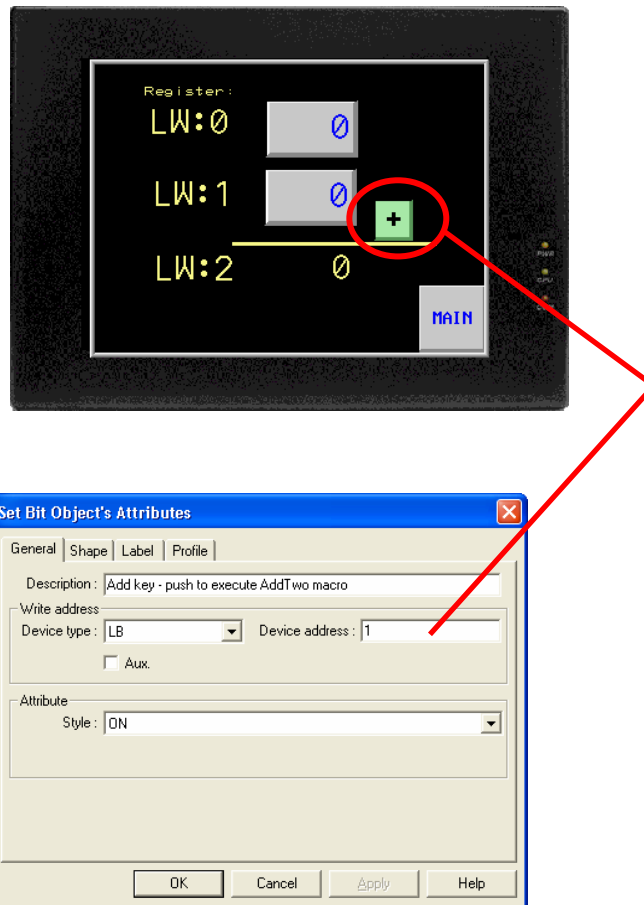 Register:
LW:0 0
LW:1 0
+
LW:2 0
MAIN
PWR
CPU
Set Bit Object's Attributes
General Shape Label Profile
Description : Add key - push to execute AddTwo macro
Write address
Device type : LB Device address : 1
Aux.
Attribute
Style : ON
OK Cancel Apply Help